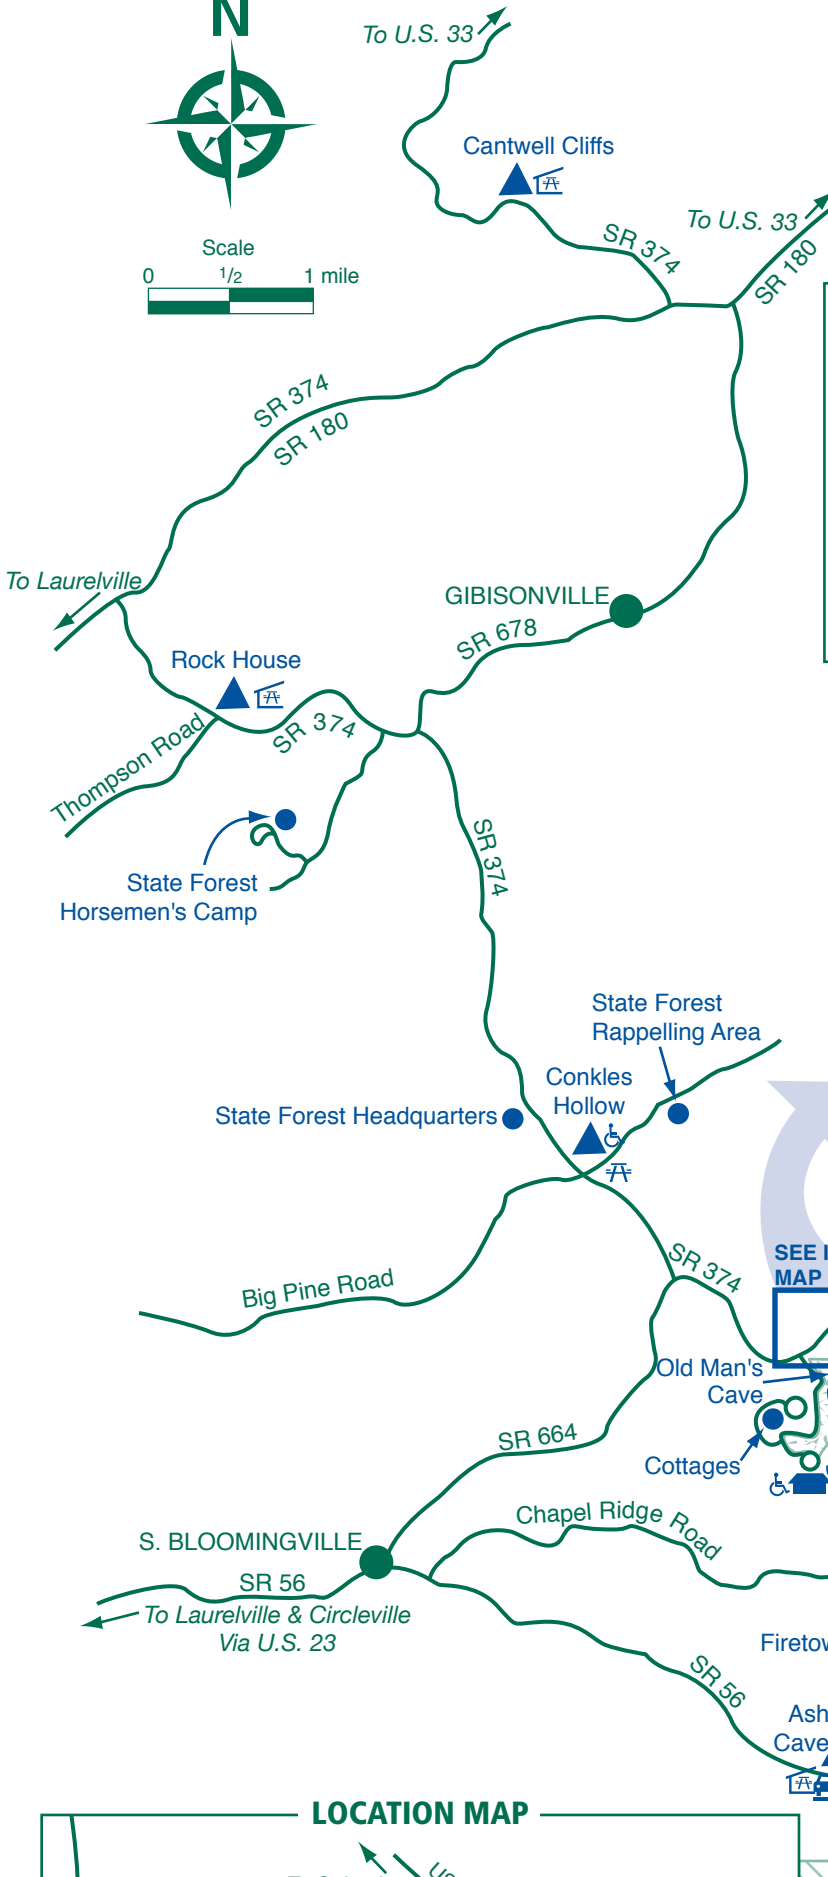 N
To U.S. 33
Cantwell Cliffs
To U.S. 33
SR 374
SR 180
Scale
0 1/2 1 mile
SR 374
SR 180
To Laurelville
GIBISONVILLE
SR 678
Rock House
SR 374
Thompson Road
SR 374
State Forest
Horsemen's Camp
State Forest
Rappelling Area
Conkles
Hollow
State Forest Headquarters
SR 374
SEE
MAP
Big Pine Road
Old Man's
Cave
SR 664
Cottages
Chapel Ridge Road
S. BLOOMINGVILLE
SR 56
To Laurelville & Circleville
Via U.S. 23
SR 56
Ash
Cave
LOCATION MAP